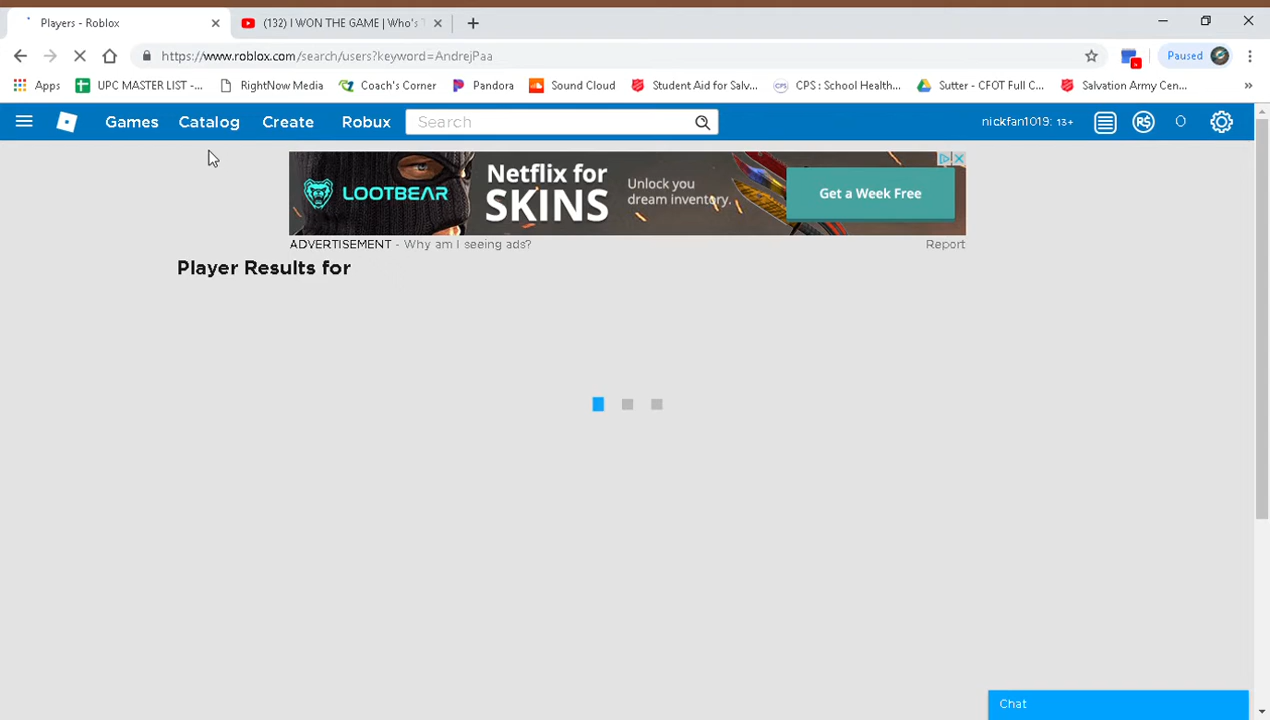 Players - Roblox
(132) I WON THE GAME | Who's T
https://www.roblox.com/search/users?keyword=AndrejPaa
Paused
Apps UPC MASTER LIST -... RightNow Media Coach's Corner Pandora Sound Cloud Student Aid for Salv... CPS : School Health... Sutter - CFOT Full C... Salvation Army Cen... »
Games Catalog Create Robux Search nickfan1019: 13+ R$ 0
LOOTBEAR
Netflix for
SKINS
Unlock you
dream inventory.
Get a Week Free
ADVERTISEMENT - Why am I seeing ads? Report
Player Results for
Chat